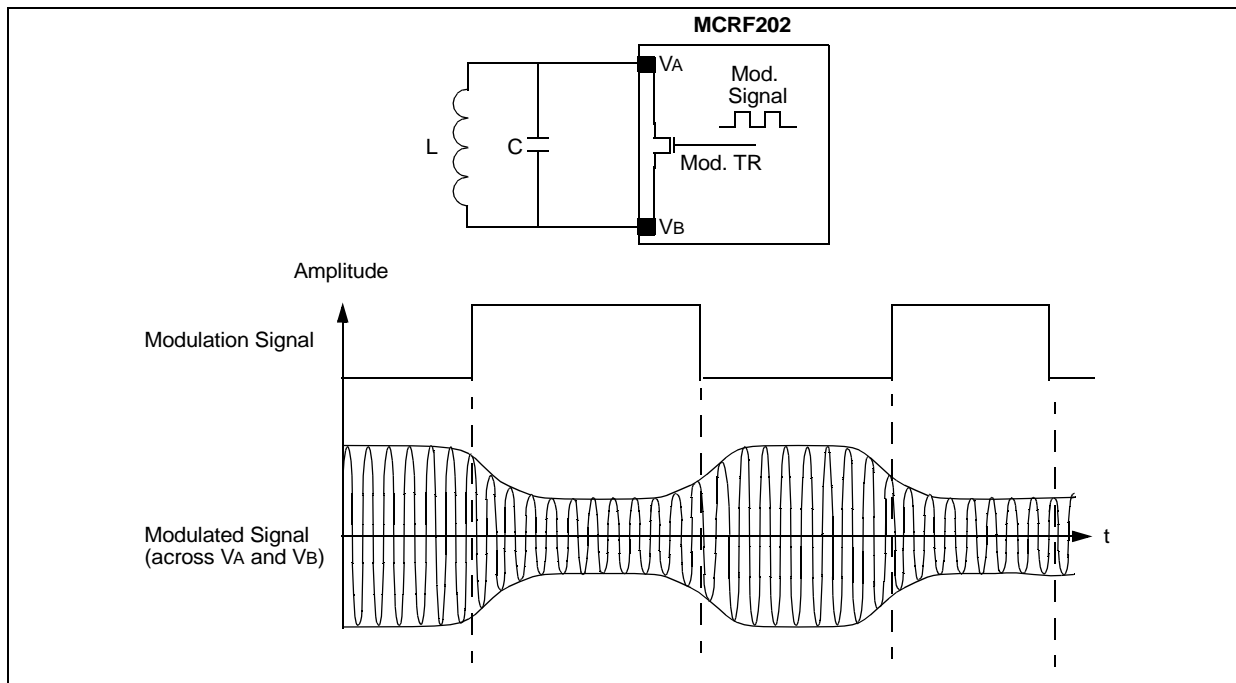 MCRF202
VA
Mod.
Signal
L
C
Mod. TR
VB
Amplitude
Modulation Signal
Modulated Signal
(across VA and VB)
t